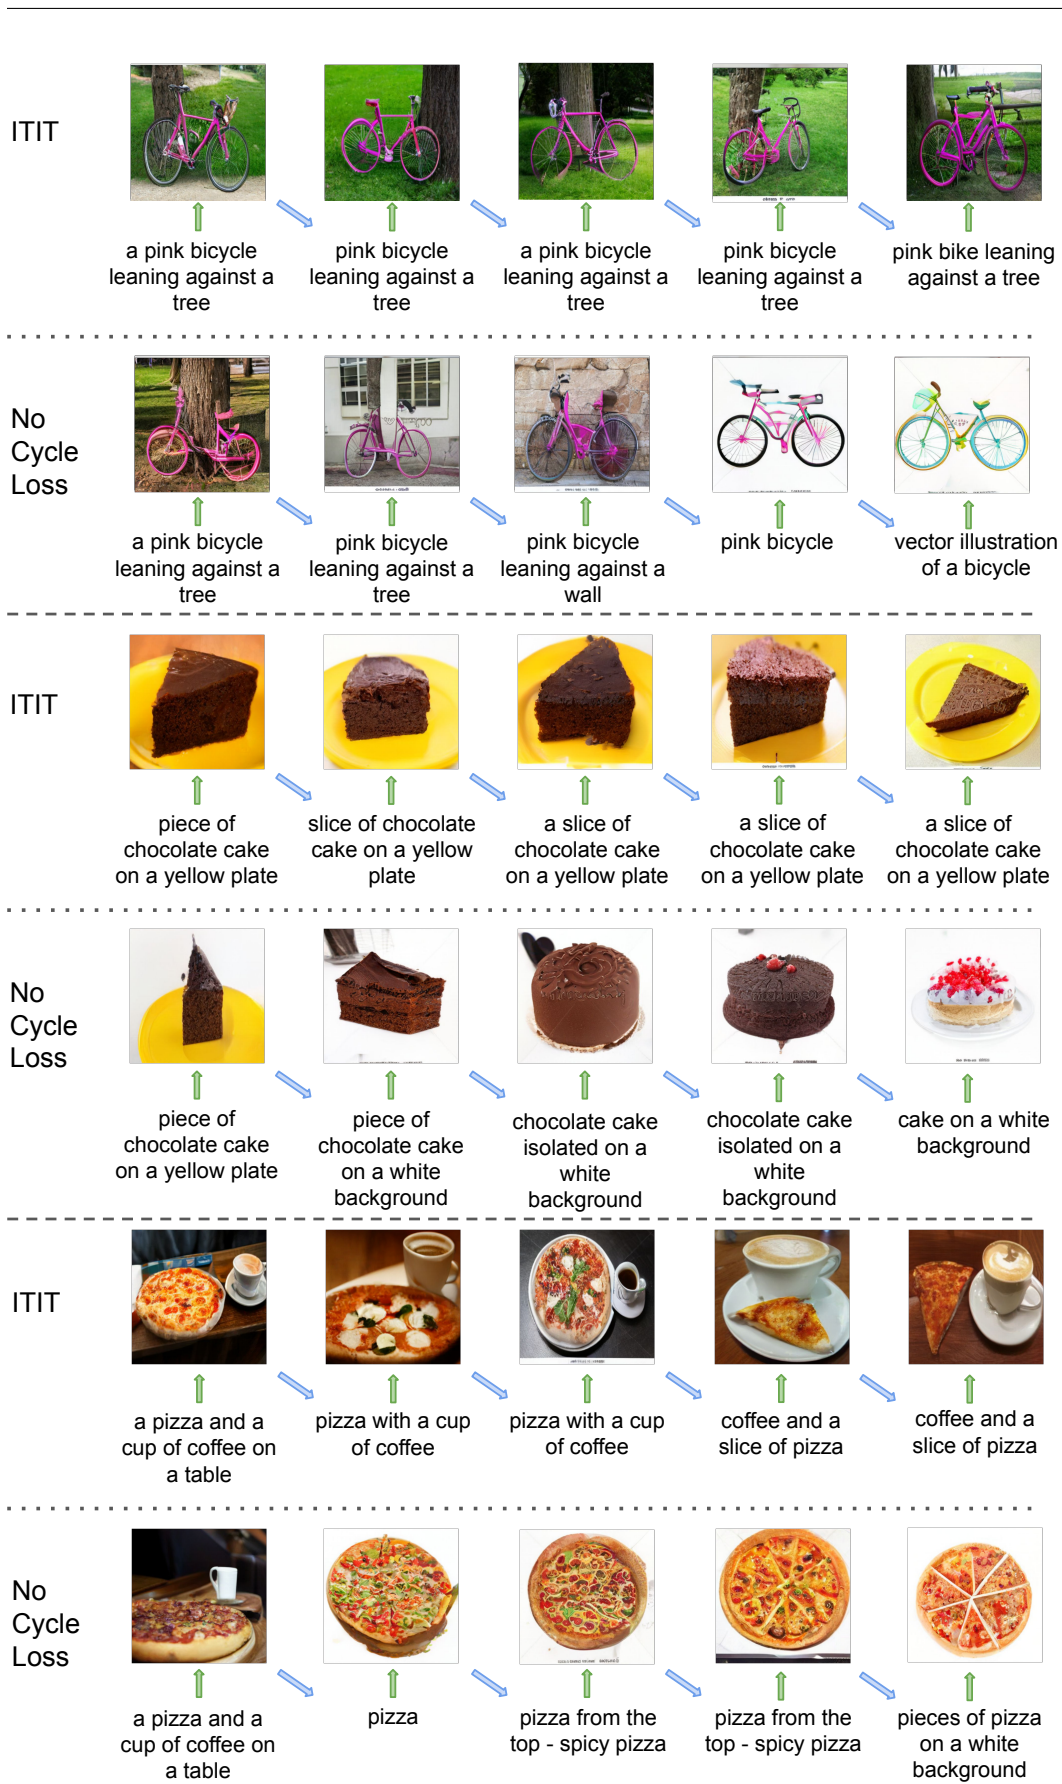 ITIT
a pink bicycle
leaning against a
tree
pink bicycle
leaning against a
tree
a pink bicycle
leaning against a
tree
pink bicycle
leaning against a
tree
pink bike leaning
against a tree
No
Cycle
Loss
a pink bicycle
leaning against a
tree
pink bicycle
leaning against a
tree
pink bicycle
leaning against a
wall
pink bicycle
vector illustration
of a bicycle
ITIT
piece of
chocolate cake
on a yellow plate
slice of chocolate
cake on a yellow
plate
a slice of
chocolate cake
on a yellow plate
a slice of
chocolate cake
on a yellow plate
a slice of
chocolate cake
on a yellow plate
No
Cycle
Loss
piece of
chocolate cake
on a yellow plate
piece of
chocolate cake
on a white
background
chocolate cake
isolated on a
white
background
chocolate cake
isolated on a
white
background
cake on a white
background
ITIT
a pizza and a
cup of coffee on
a table
pizza with a cup
of coffee
pizza with a cup
of coffee
coffee and a
slice of pizza
coffee and a
slice of pizza
No
Cycle
Loss
a pizza and a
cup of coffee on
a table
pizza
pizza from the
top - spicy pizza
pizza from the
top - spicy pizza
pieces of pizza
on a white
background